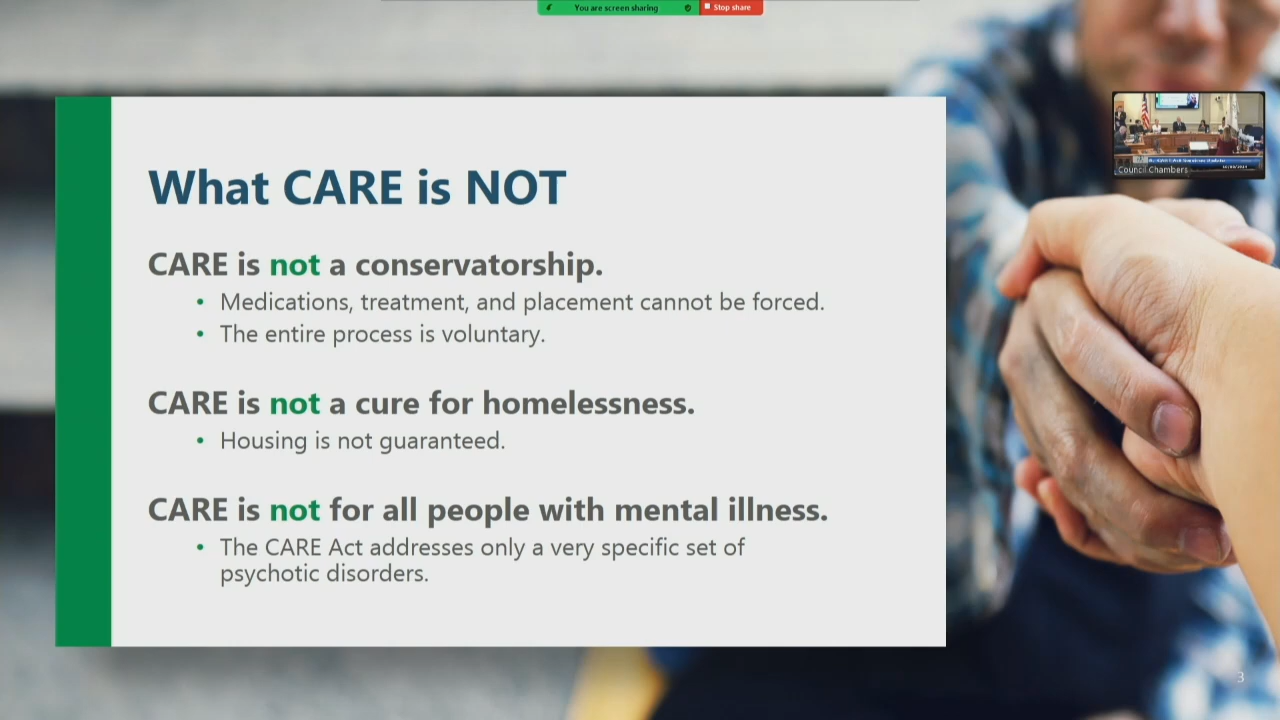 You are screen sharing
Stop share
What CARE is NOT
CARE is not a conservatorship.
• Medications, treatment, and placement cannot be forced.
• The entire process is voluntary.
CARE is not a cure for homelessness.
• Housing is not guaranteed.
CARE is not for all people with mental illness.
• The CARE Act addresses only a very specific set of
psychotic disorders.
Council Chambers
3